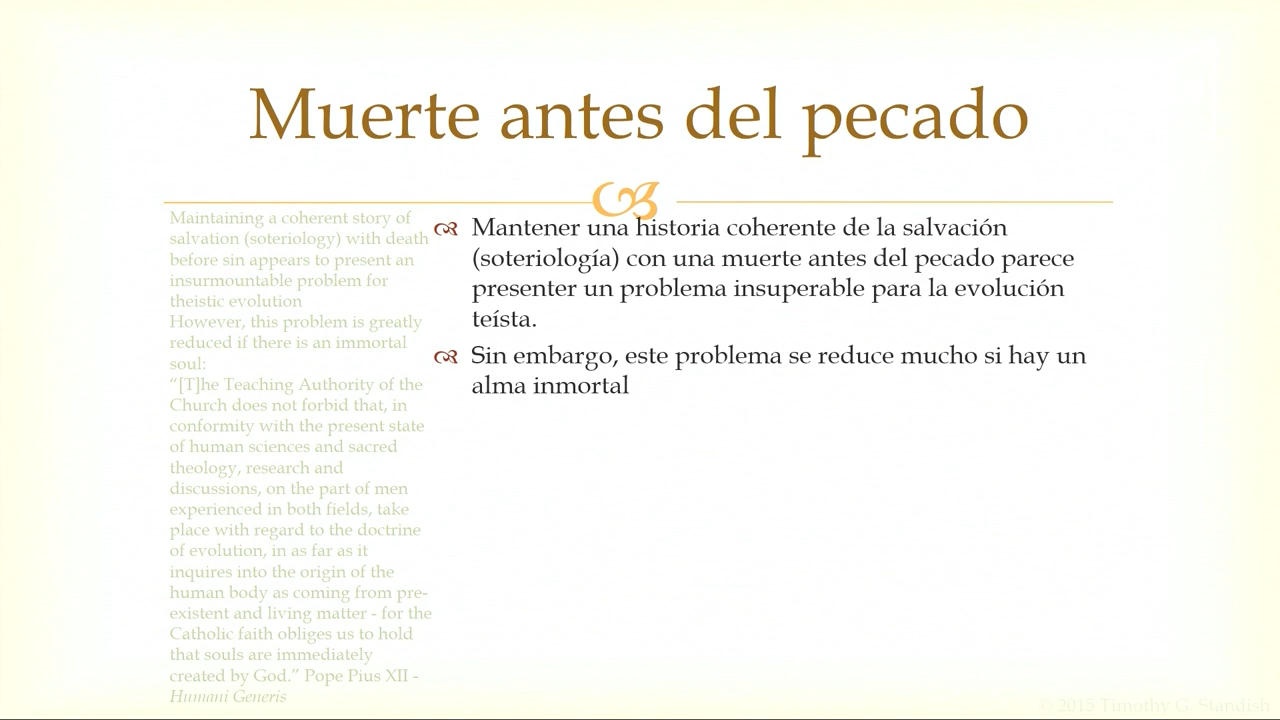 Muerte antes del pecado
Maintaining a coherent story of
salvation (soteriology) with death
before sin appears to present an
insurmountable problem for
theistic evolution
However, this problem is greatly
reduced if there is an immortal
soul:
“[T]he Teaching Authority of the
Church does not forbid that, in
conformity with the present state
of human sciences and sacred
theology, research and
discussions, on the part of men
experienced in both fields, take
place with regard to the doctrine
of evolution, in as far as it
inquires into the origin of the
human body as coming from pre-
existent and living matter - for the
Catholic faith obliges us to hold
that souls are immediately
created by God.” Pope Pius XII -
Humani Generis
Mantener una historia coherente de la salvación
(soteriología) con una muerte antes del pecado parece
presenter un problema insuperable para la evolución
teísta.
Sin embargo, este problema se reduce mucho si hay un
alma inmortal
© 2015 Timothy G. Standish